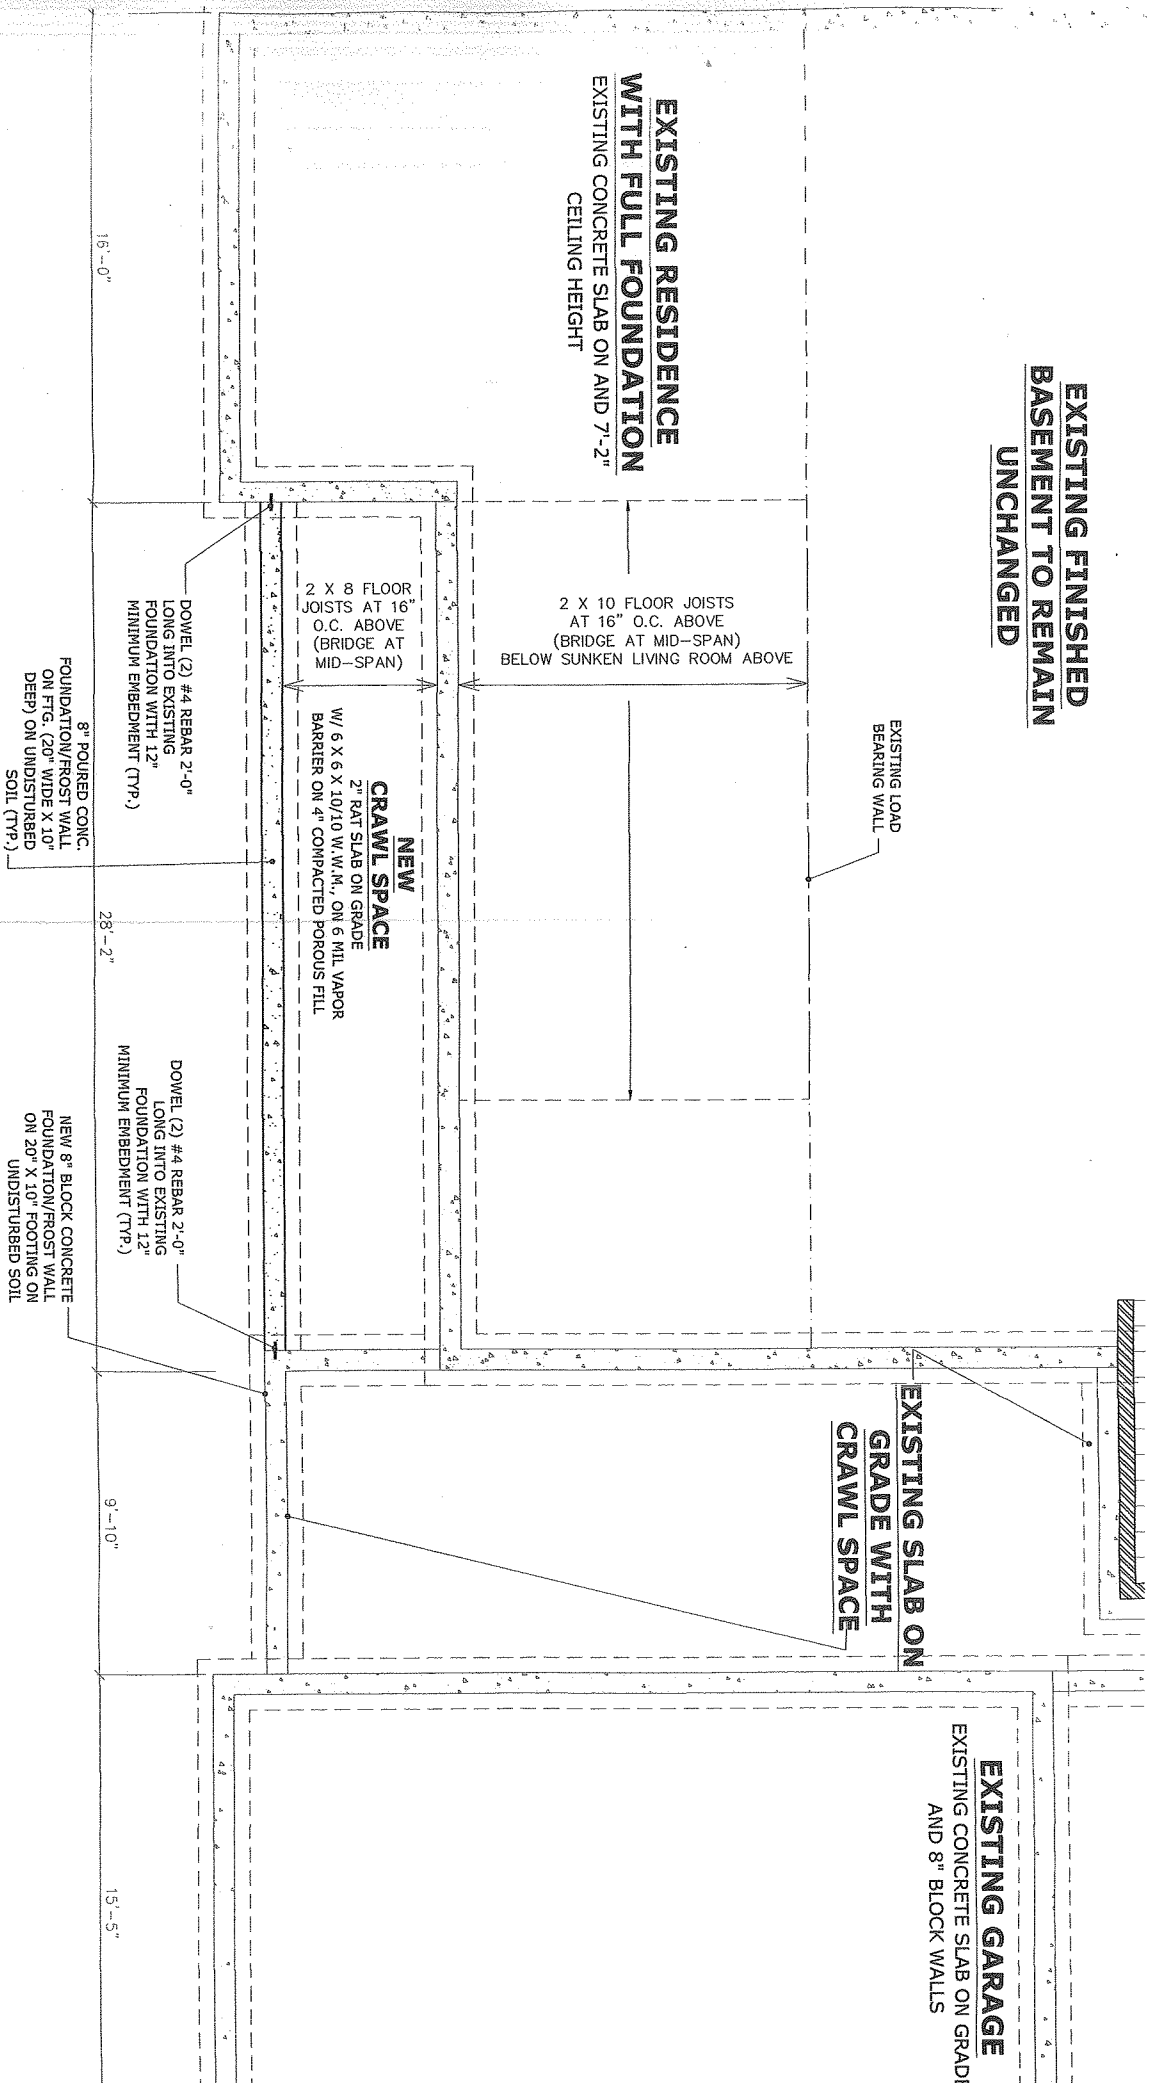 EXISTING FINISHED
BASEMENT TO REMAIN
UNCHANGED
EXISTING RESIDENCE
WITH FULL FOUNDATION
EXISTING CONCRETE SLAB ON AND 7'-2"
CEILING HEIGHT
EXISTING LOAD
BEARING WALL
2 X 10 FLOOR JOISTS
AT 16" O.C. ABOVE
(BRIDGE AT MID-SPAN)
BELOW SUNKEN LIVING ROOM ABOVE
2 X 8 FLOOR
JOISTS AT 16"
O.C. ABOVE
(BRIDGE AT
MID-SPAN)
NEW
CRAWL SPACE
2" RAT SLAB ON GRADE
W/ 6 X 6 X 10/10 W.W.M., ON 6 MIL VAPOR
BARRIER ON 4" COMPACTED POROUS FILL
EXISTING SLAB ON
GRADE WITH
CRAWL SPACE
EXISTING GARAGE
EXISTING CONCRETE SLAB ON GRADE
AND 8" BLOCK WALLS
DOWEL (2) #4 REBAR 2'-0"
LONG INTO EXISTING
FOUNDATION WITH 12"
MINIMUM EMBEDMENT (TYP.)
8" POURED CONC.
FOUNDATION/FROST WALL
ON FTG. (20" WIDE X 10"
DEEP) ON UNDISTURBED
SOIL (TYP.)
DOWEL (2) #4 REBAR 2'-0"
LONG INTO EXISTING
FOUNDATION WITH 12"
MINIMUM EMBEDMENT (TYP.)
NEW 8" BLOCK CONCRETE
FOUNDATION/FROST WALL
ON 20" X 10" FOOTING ON
UNDISTURBED SOIL
16'-0"
28'-2"
9'-10"
15'-5"